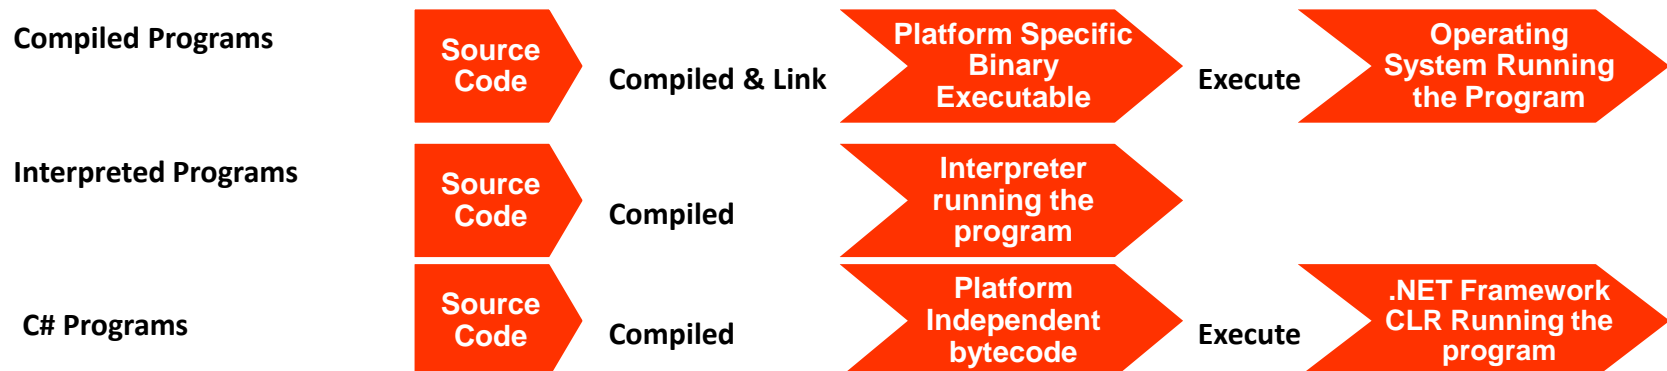 Compiled Programs
Source
Code
Compiled & Link
Platform Specific
Binary
Executable
Execute
Operating
System Running
the Program
Interpreted Programs
Source
Code
Compiled
Interpreter
running the
program
C# Programs
Source
Code
Compiled
Platform
Independent
bytecode
Execute
.NET Framework
CLR Running the
program